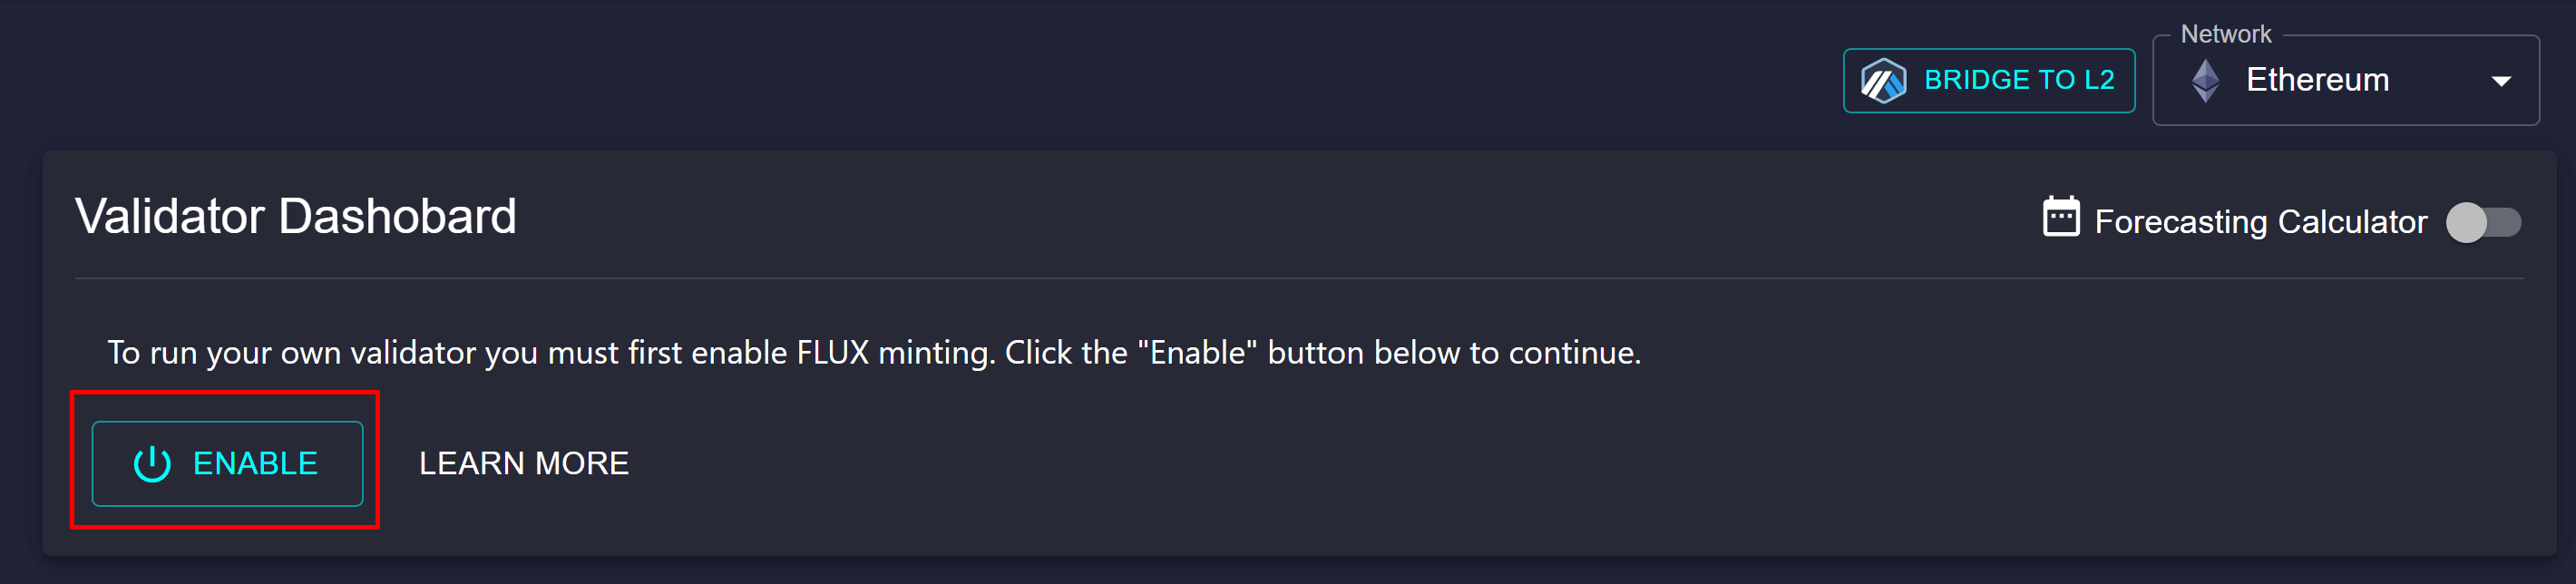 Network
BRIDGE TO L2
Ethereum
Validator Dashobard
Forecasting Calculator
To run your own validator you must first enable FLUX minting. Click the "Enable" button below to continue.
ENABLE
LEARN MORE